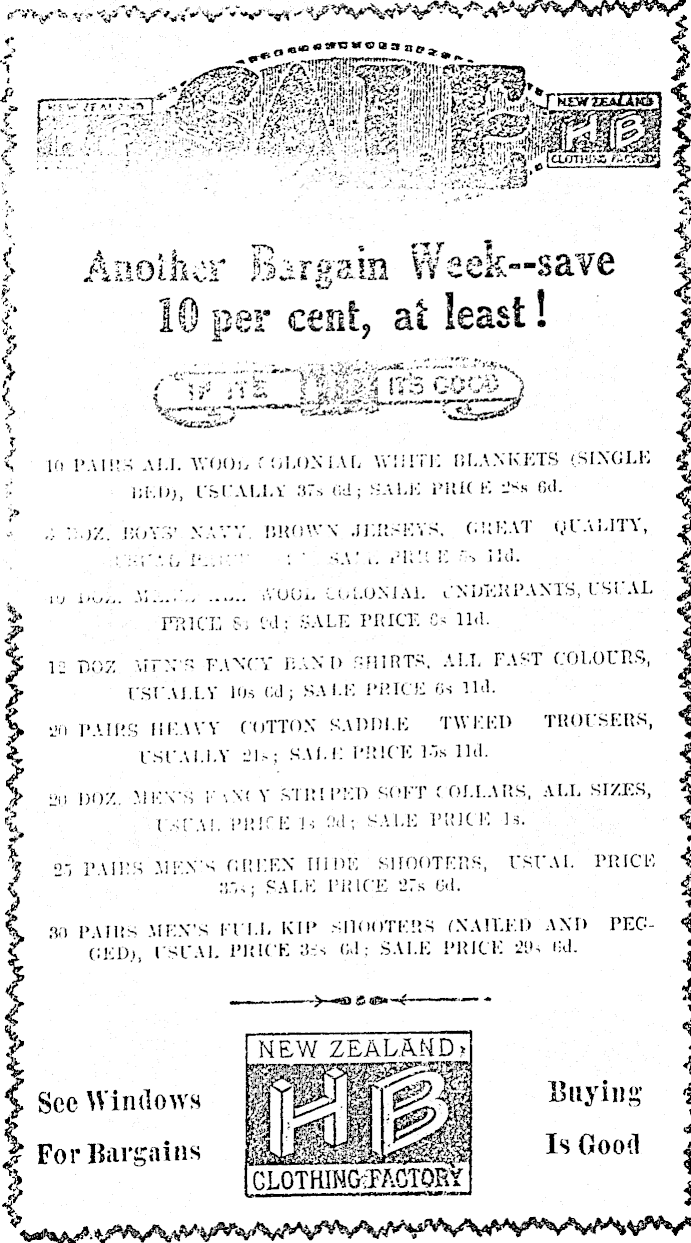 SALE
NEW ZEALAND
NEW ZEALAND
HB
CLOTHING FACTORY
Another Bargain Week--save
10 per cent, at least!
ITS GOOD
10 PAIRS ALL WOOL COLONIAL WHITE BLANKETS (SINGLE
BED), USUALLY 37s 6d; SALE PRICE 28s 6d.
DOZ. BOYS' NAVY, BROWN JERSEYS, GREAT QUALITY,
USUAL SALE PRICE 11d.
DOZ. WOOL COLONIAL UNDERPANTS, USUAL
PRICE 9d; SALE PRICE 11d.
12 DOZ MEN'S FANCY BAND SHIRTS, ALL FAST COLOURS,
USUALLY 10s 6d; SALE PRICE 6s 11d.
20 PAIRS HEAVY COTTON SADDLE TWEED TROUSERS,
USUALLY 21s; SALE PRICE 15s 11d.
20 DOZ. MEN'S FANCY STRIPED SOFT COLLARS, ALL SIZES,
USUAL PRICE 1s SALE PRICE 1s.
25 PAIRS MEN'S GREEN HIDE SHOOTERS, USUAL PRICE
35s; SALE PRICE 27s 6d.
30 PAIRS MEN'S FULL KIP SHOOTERS (NAILED AND PEG-
GED), USUAL PRICE 6d; SALE PRICE 29s 6d.
See Windows
For Bargains
NEW ZEALAND
HB
CLOTHING FACTORY
Buying
Is Good